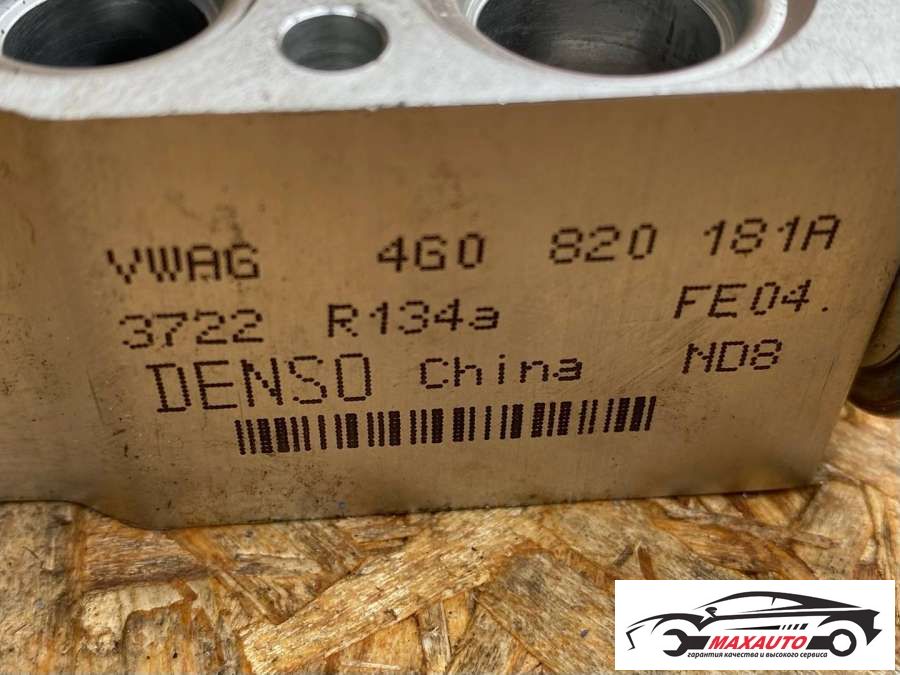 VWAG 4G0 820 181A
3722 R134a FE04.
DENSO China ND8
MAXAUTO
гарантия качества и высокого сервиса